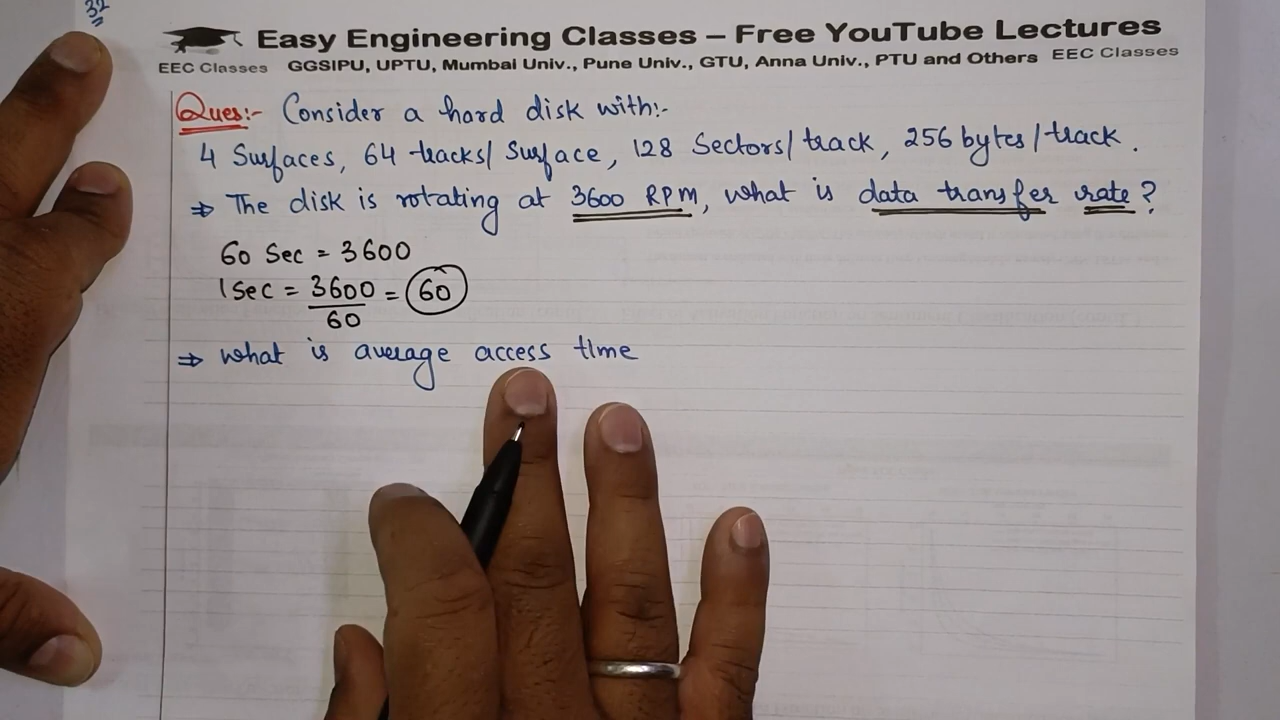 32
Easy Engineering Classes – Free YouTube Lectures
EEC Classes GGSIPU, UPTU, Mumbai Univ., Pune Univ., GTU, Anna Univ., PTU and Others EEC Classes
Ques:- Consider a hard disk with:-
4 Surfaces, 64 tracks/Surface, 128 Sectors/track, 256 bytes/track.
⇒ The disk is rotating at 3600 RPM, what is data transfer rate?
60 Sec = 3600
1 Sec = 3600/60 = 60
⇒ what is average access time